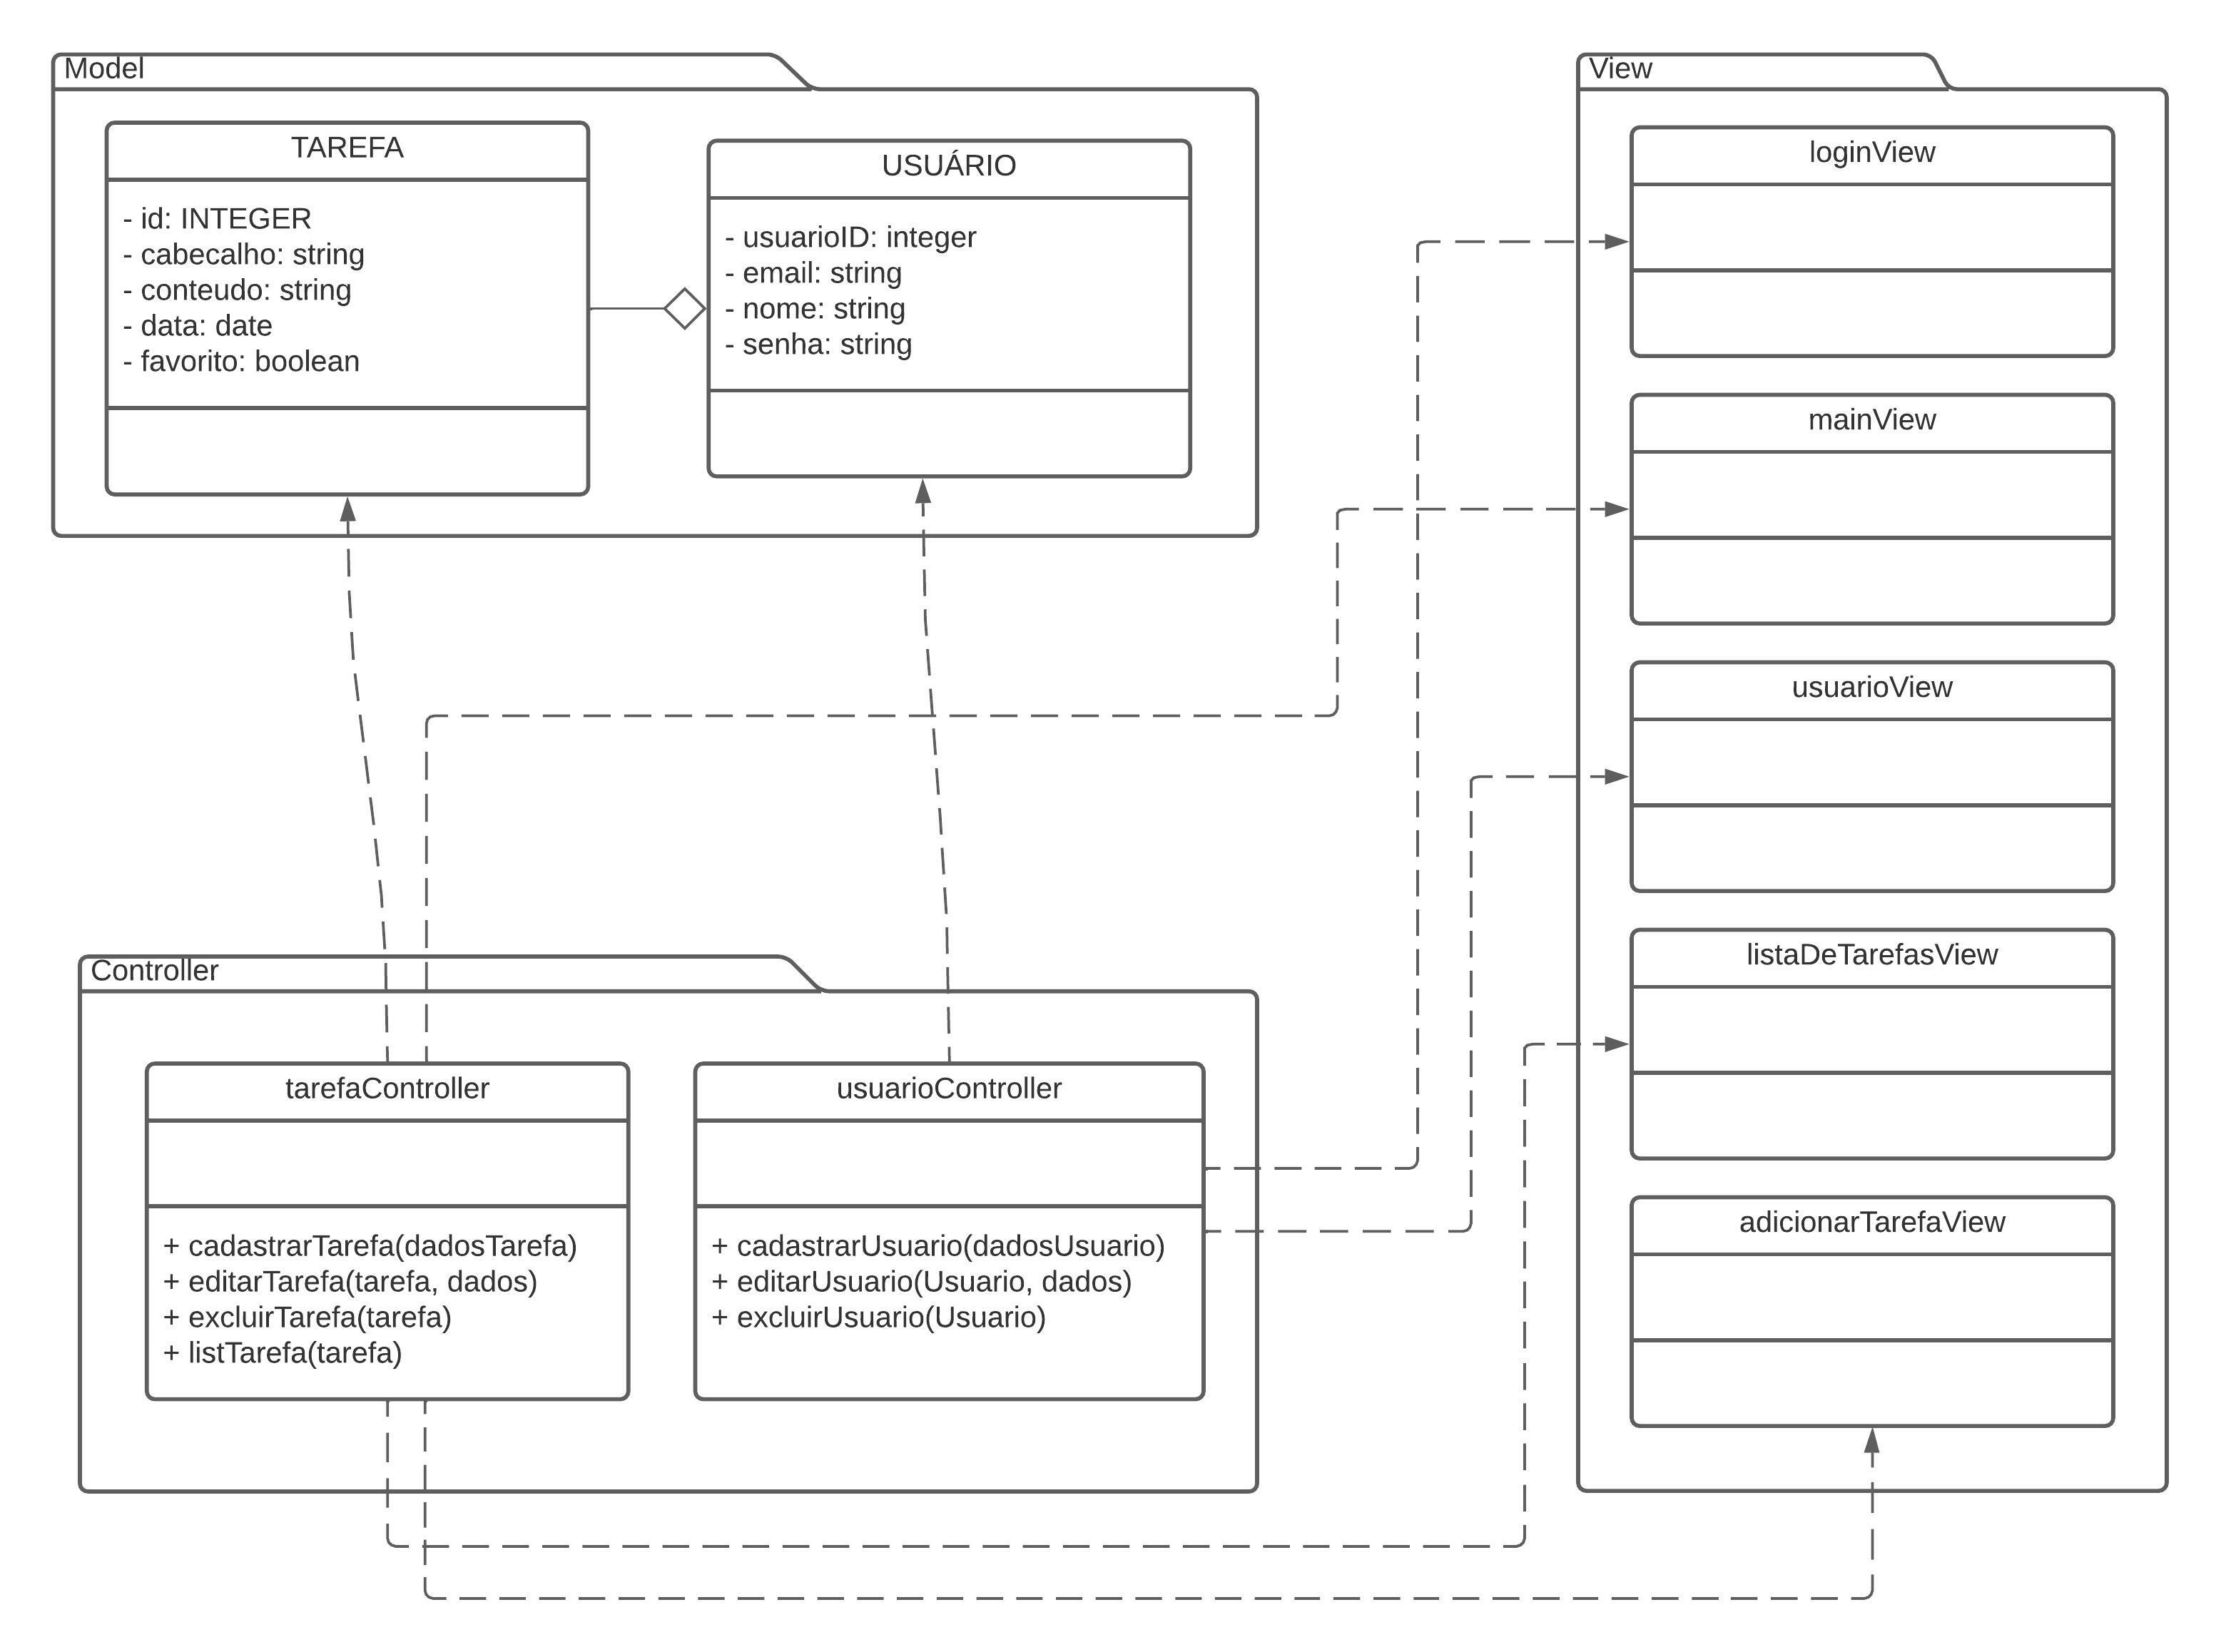 Model
TAREFA
- id: INTEGER
- cabecalho: string
- conteudo: string
- data: date
- favorito: boolean
USUÁRIO
- usuarioID: integer
- email: string
- nome: string
- senha: string
View
loginView
mainView
usuarioView
listaDeTarefasView
adicionarTarefaView
Controller
tarefaController
+ cadastrarTarefa(dadosTarefa)
+ editarTarefa(tarefa, dados)
+ excluirTarefa(tarefa)
+ listTarefa(tarefa)
usuarioController
+ cadastrarUsuario(dadosUsuario)
+ editarUsuario(Usuario, dados)
+ excluirUsuario(Usuario)